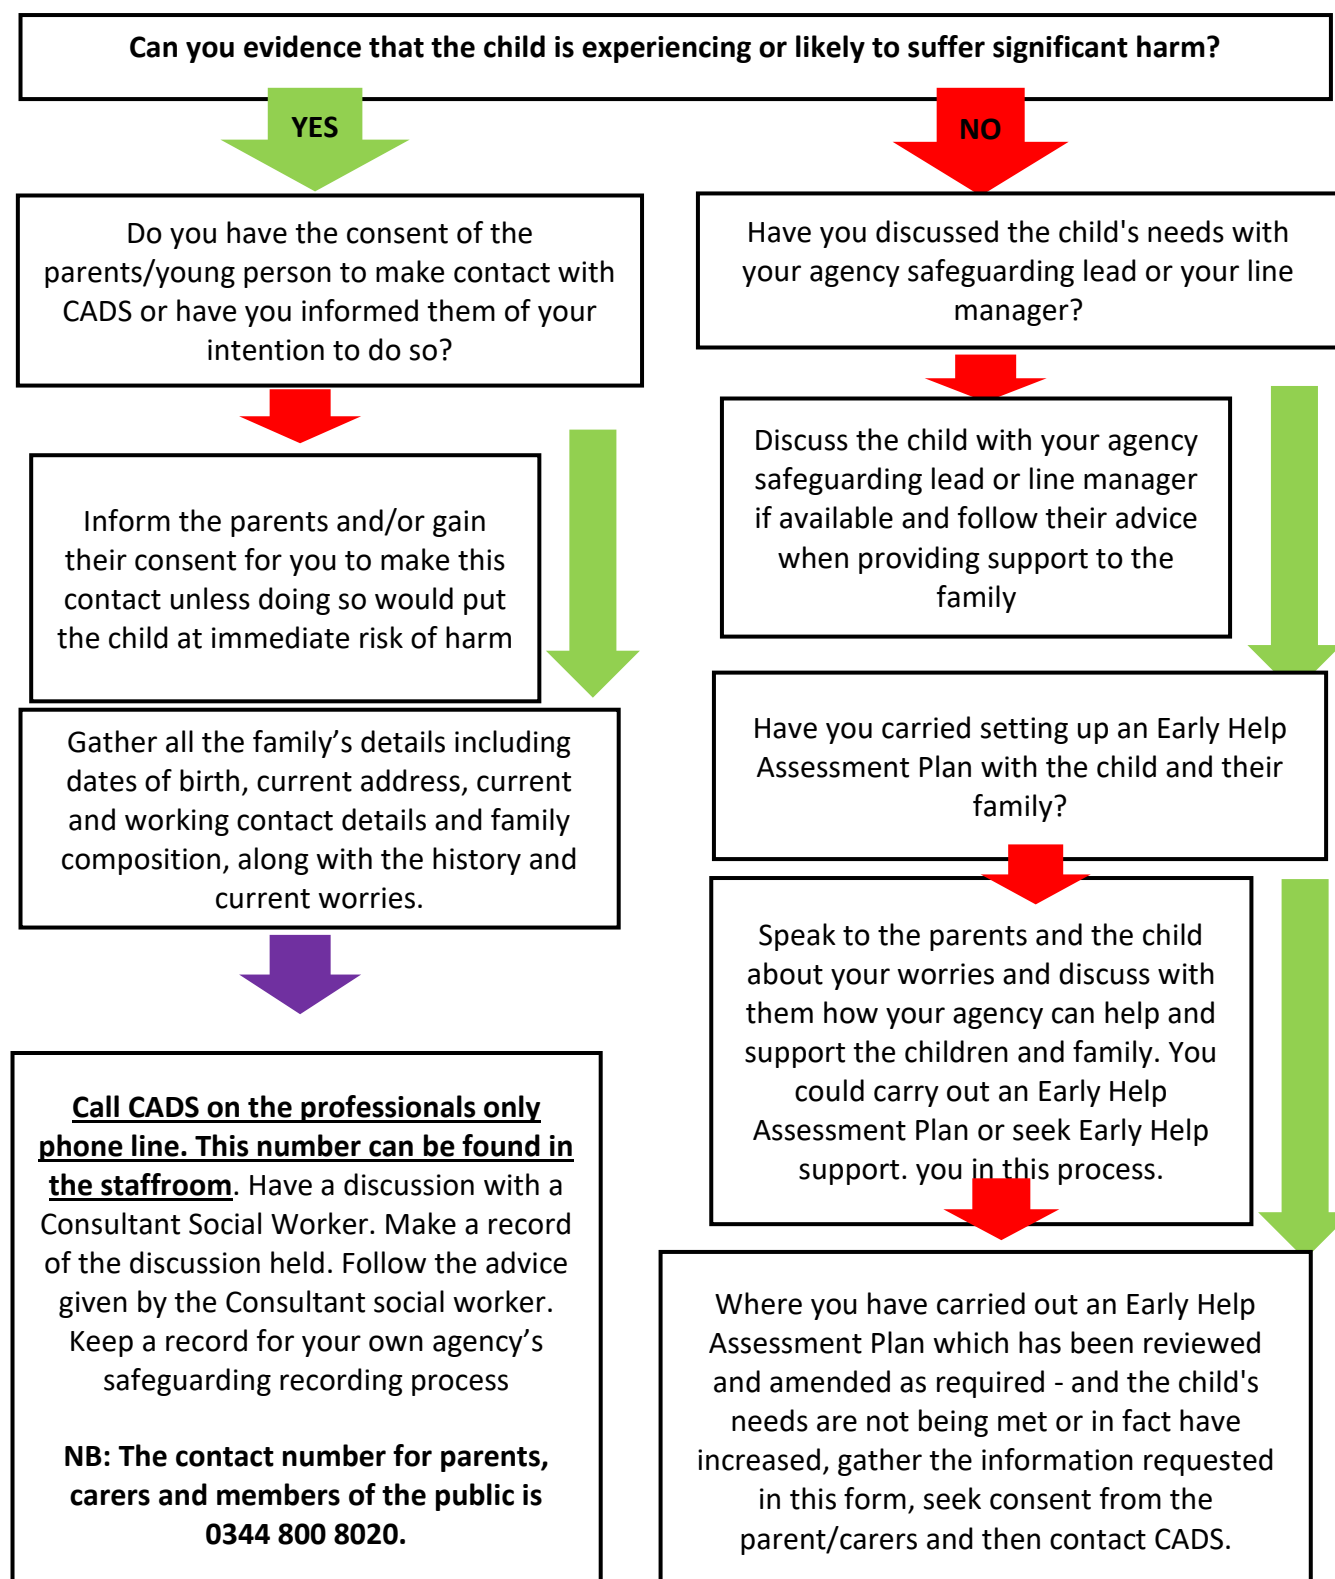 Can you evidence that the child is experiencing or likely to suffer significant harm?
YES
NO
Do you have the consent of the
parents/young person to make contact with
CADS or have you informed them of your
intention to do so?
Inform the parents and/or gain
their consent for you to make this
contact unless doing so would put
the child at immediate risk of harm
Gather all the family’s details including
dates of birth, current address, current
and working contact details and family
composition, along with the history and
current worries.
Call CADS on the professionals only
phone line. This number can be found in
the staffroom. Have a discussion with a
Consultant Social Worker. Make a record
of the discussion held. Follow the advice
given by the Consultant social worker.
Keep a record for your own agency’s
safeguarding recording process
NB: The contact number for parents,
carers and members of the public is
0344 800 8020.
Have you discussed the child's needs with
your agency safeguarding lead or your line
manager?
Discuss the child with your agency
safeguarding lead or line manager
if available and follow their advice
when providing support to the
family
Have you carried setting up an Early Help
Assessment Plan with the child and their
family?
Speak to the parents and the child
about your worries and discuss with
them how your agency can help and
support the children and family. You
could carry out an Early Help
Assessment Plan or seek Early Help
support. you in this process.
Where you have carried out an Early Help
Assessment Plan which has been reviewed
and amended as required - and the child's
needs are not being met or in fact have
increased, gather the information requested
in this form, seek consent from the
parent/carers and then contact CADS.